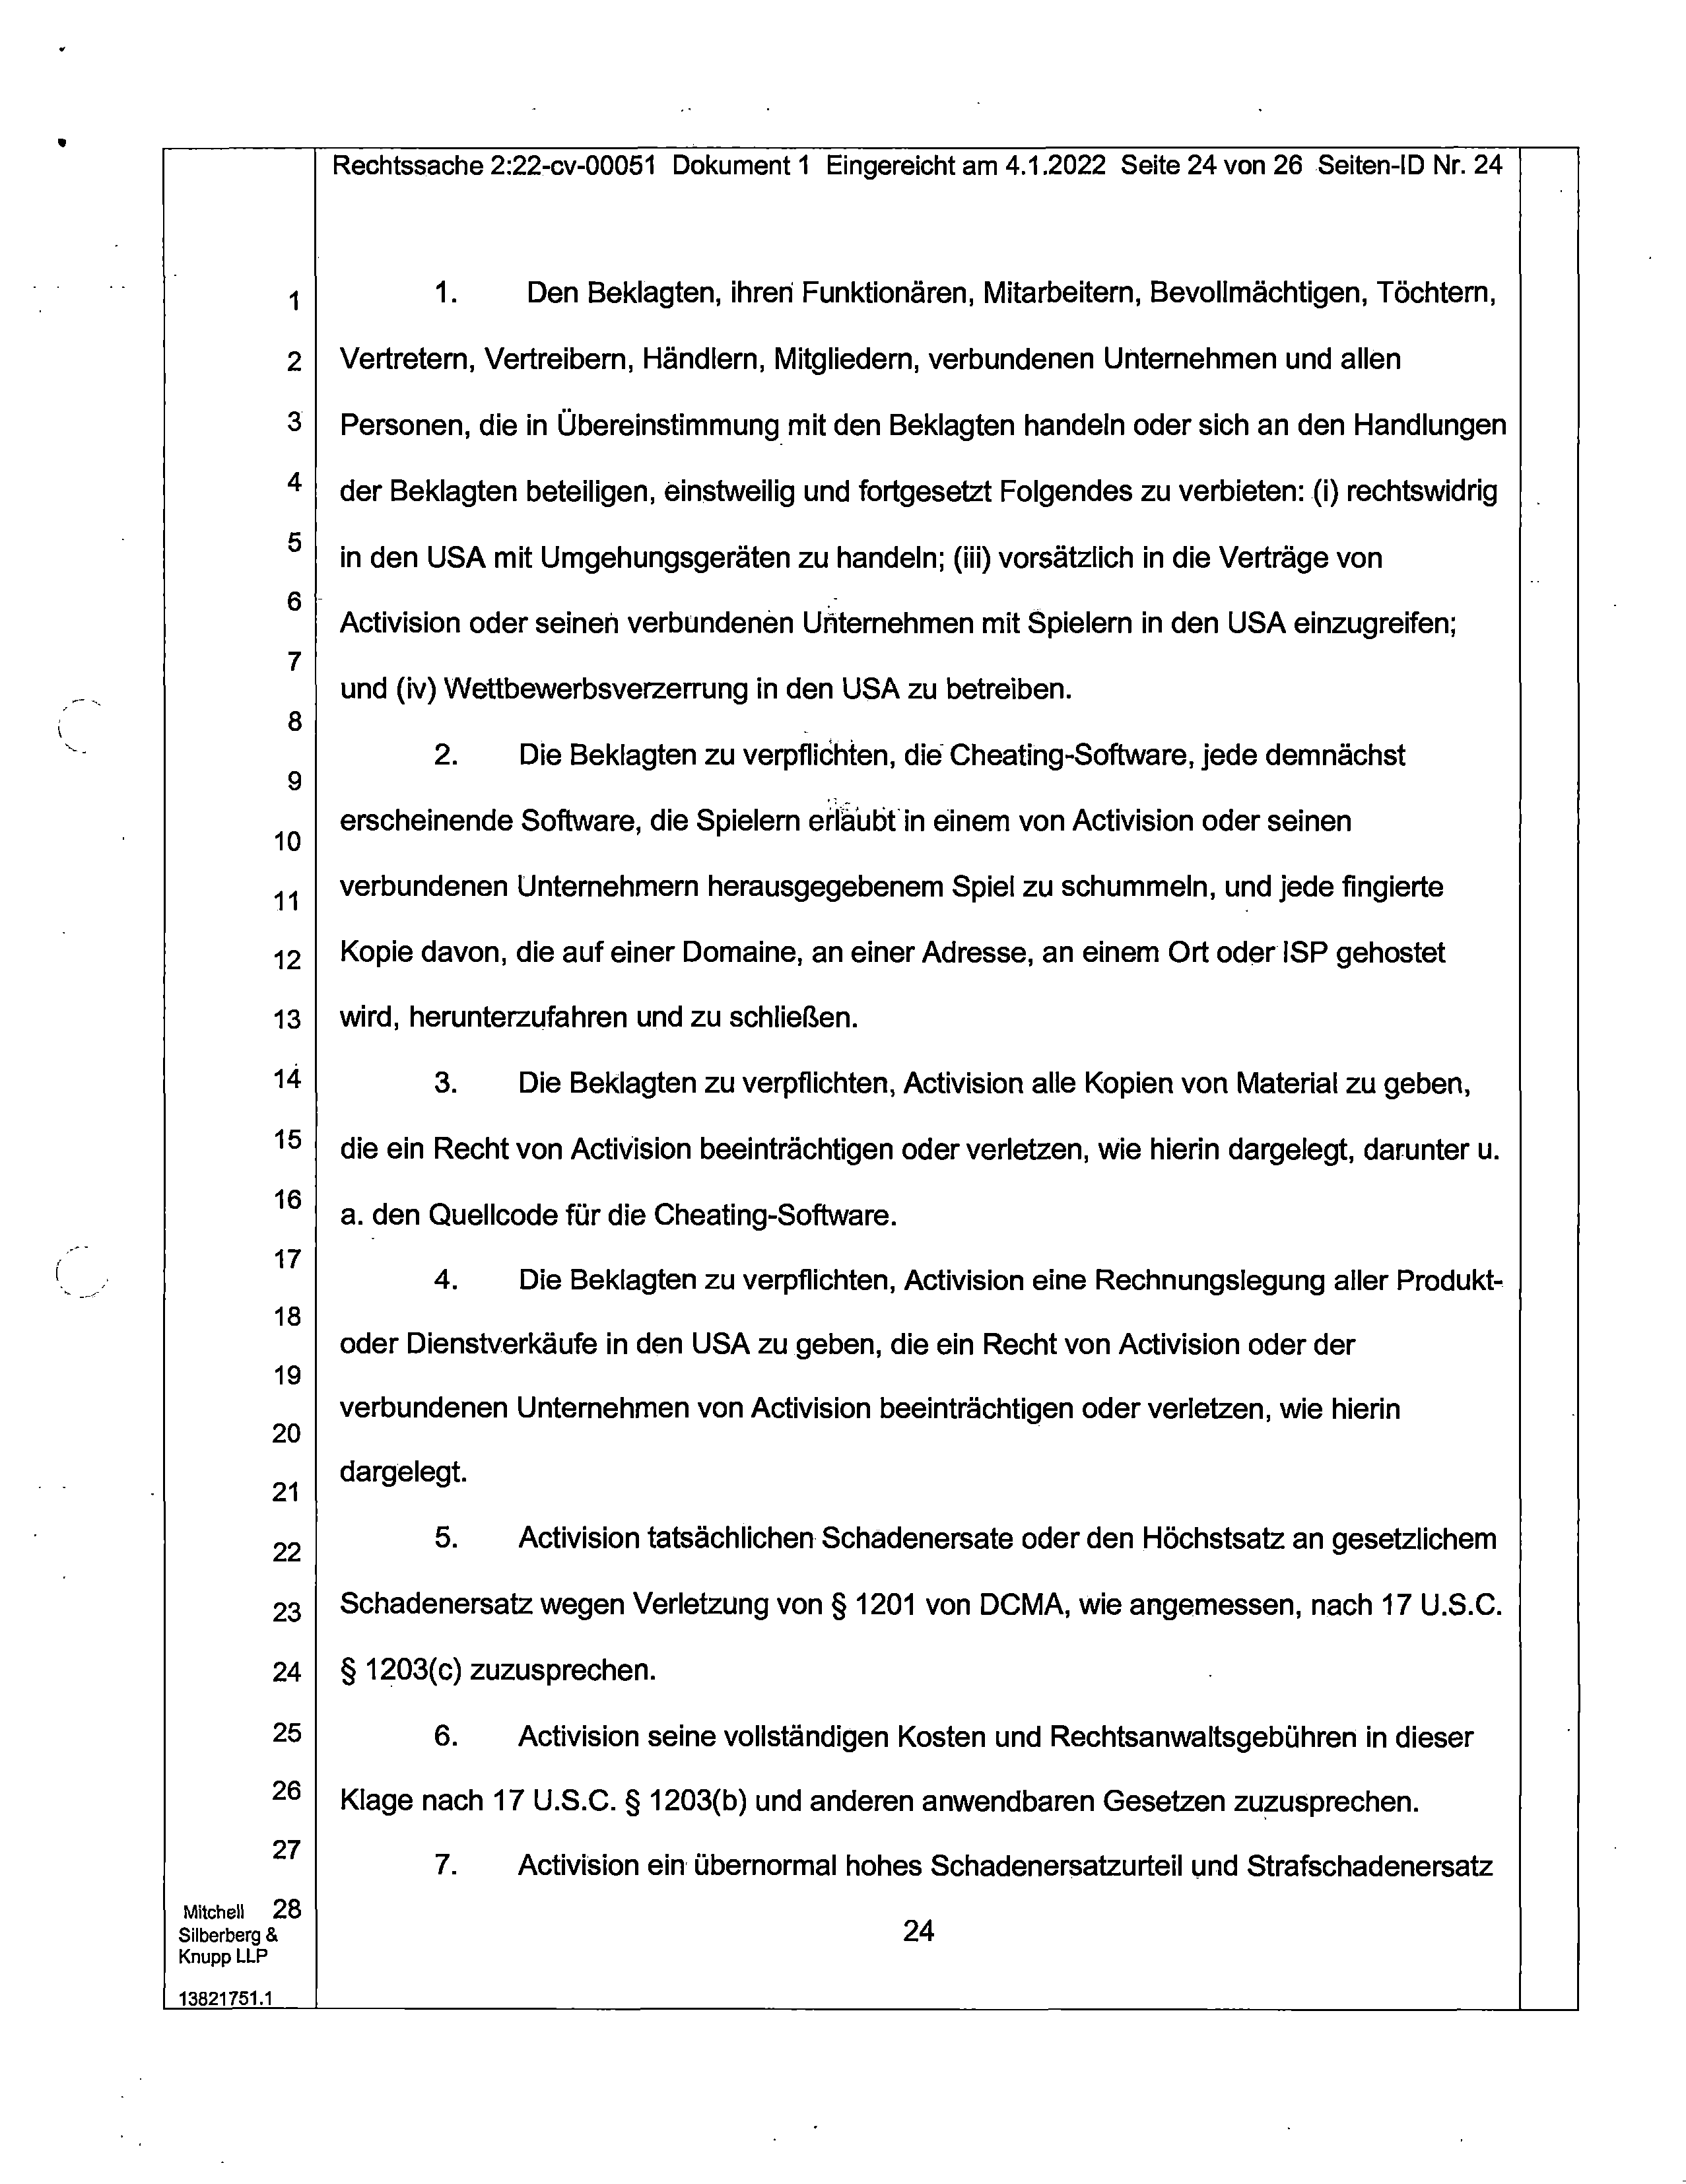 Rechtssache 2:22-cv-00051 Dokument 1 Eingereicht am 4.1.2022 Seite 24 von 26 Seiten-ID Nr. 24
1 1. Den Beklagten, ihren Funktionären, Mitarbeitern, Bevollmächtigen, Töchtern,
2 Vertretern, Vertreibern, Händlern, Mitgliedern, verbundenen Unternehmen und allen
3 Personen, die in Übereinstimmung mit den Beklagten handeln oder sich an den Handlungen
4 der Beklagten beteiligen, einstweilig und fortgesetzt Folgendes zu verbieten: (i) rechtswidrig
5 in den USA mit Umgehungsgeräten zu handeln; (iii) vorsätzlich in die Verträge von
6 Activision oder seinen verbundenen Unternehmen mit Spielern in den USA einzugreifen;
7 und (iv) Wettbewerbsverzerrung in den USA zu betreiben.
8 2. Die Beklagten zu verpflichten, die Cheating-Software, jede demnächst
9
10 erscheinende Software, die Spielern erlaubt in einem von Activision oder seinen
11 verbundenen Unternehmern herausgegebenem Spiel zu schummeln, und jede fingierte
12 Kopie davon, die auf einer Domaine, an einer Adresse, an einem Ort oder ISP gehostet
13 wird, herunterzufahren und zu schließen.
14 3. Die Beklagten zu verpflichten, Activision alle Kopien von Material zu geben,
15 die ein Recht von Activision beeinträchtigen oder verletzen, wie hierin dargelegt, darunter u.
16 a. den Quellcode für die Cheating-Software.
17 4. Die Beklagten zu verpflichten, Activision eine Rechnungslegung aller Produkt-
18
19 oder Dienstverkäufe in den USA zu geben, die ein Recht von Activision oder der
20 verbundenen Unternehmen von Activision beeinträchtigen oder verletzen, wie hierin
21 dargelegt.
22 5. Activision tatsächlichen Schadenersate oder den Höchstsatz an gesetzlichem
23 Schadenersatz wegen Verletzung von § 1201 von DCMA, wie angemessen, nach 17 U.S.C.
24 § 1203(c) zuzusprechen.
25 6. Activision seine vollständigen Kosten und Rechtsanwaltsgebühren in dieser
26 Klage nach 17 U.S.C. § 1203(b) und anderen anwendbaren Gesetzen zuzusprechen.
27 7. Activision ein übernormal hohes Schadenersatzurteil und Strafschadenersatz
28
24
Mitchell
Silberberg &
Knupp LLP
13821751.1